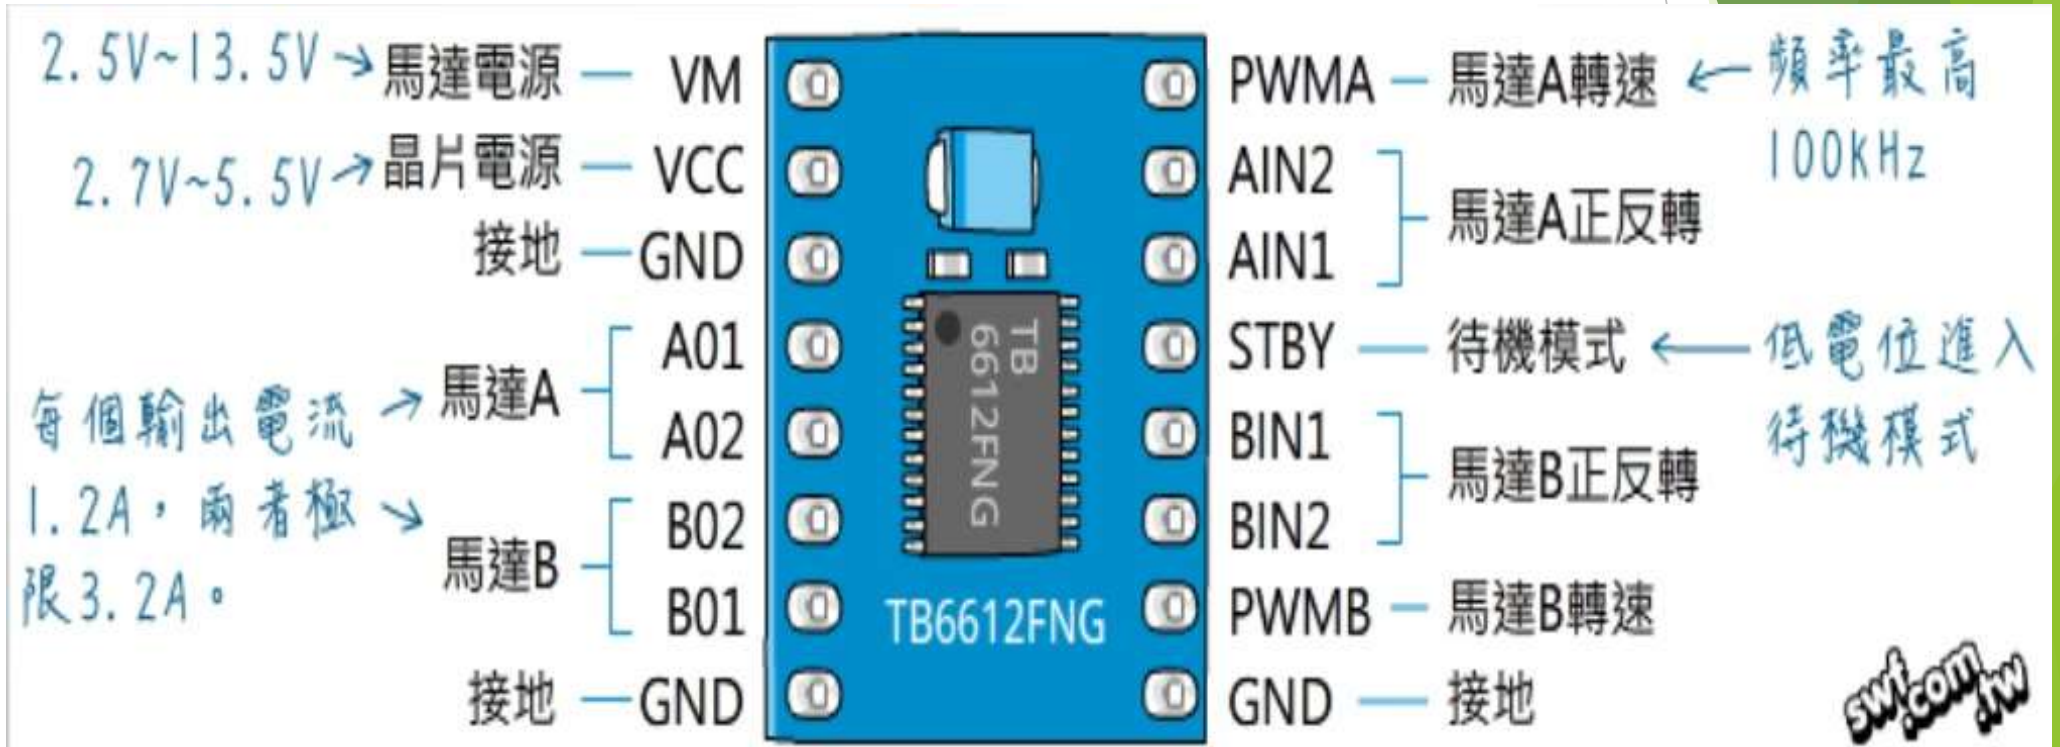 2.5V~13.5V → 馬達電源 — VM
2.7V~5.5V → 晶片電源 — VCC
接地 — GND
馬達A
A01
A02
每個輸出電流
1.2A，兩者極
限3.2A。
馬達B
B02
B01
接地 — GND
TB
6612FNG
TB6612FNG
PWMA — 馬達A轉速 ← 頻率最高
100KHz
AIN2
AIN1
馬達A正反轉
STBY — 待機模式 ← 低電位進入
待機模式
BIN1
BIN2
馬達B正反轉
PWMB — 馬達B轉速
GND — 接地
swf.com.tw